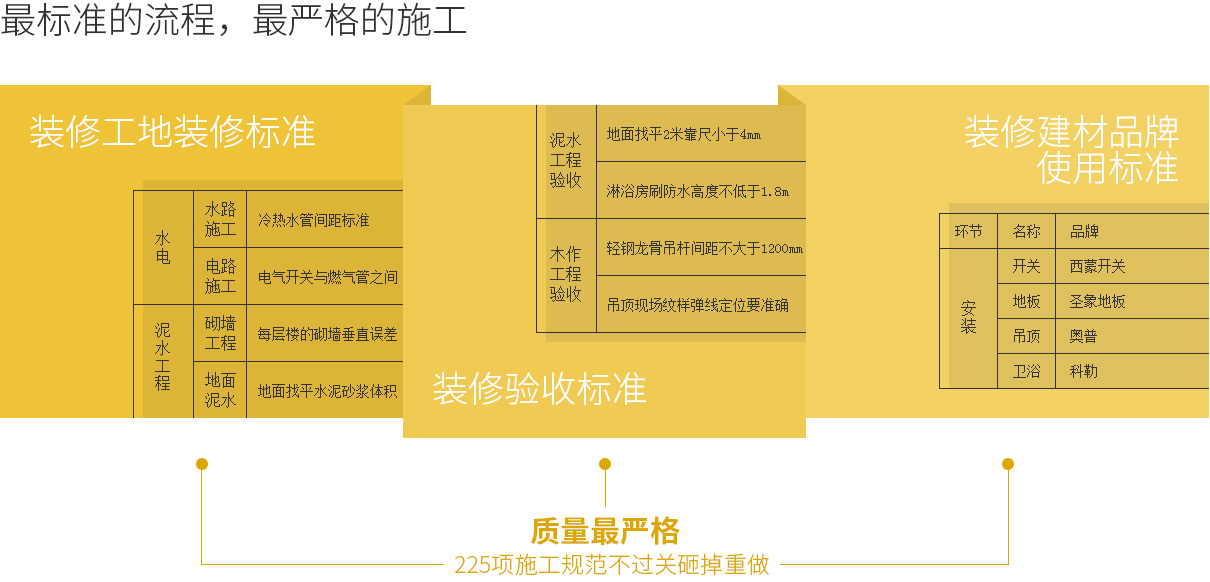 最标准的流程，最严格的施工
装修工地装修标准
水电
水路
施工
冷热水管间距标准
电路
施工
电气开关与燃气管之间
泥水工程
砌墙
工程
每层楼的砌墙垂直误差
地面
泥水
地面找平水泥砂浆体积
泥水
工程
验收
地面找平2米靠尺小于4mm
淋浴房刷防水高度不低于1.8m
木作
工程
验收
轻钢龙骨吊杆间距不大于1200mm
吊顶现场纹样弹线定位要准确
装修验收标准
装修建材品牌
使用标准
环节 名称 品牌
安装
开关 西蒙开关
地板 圣象地板
吊顶 奥普
卫浴 科勒
质量最严格
225项施工规范不过关砸掉重做